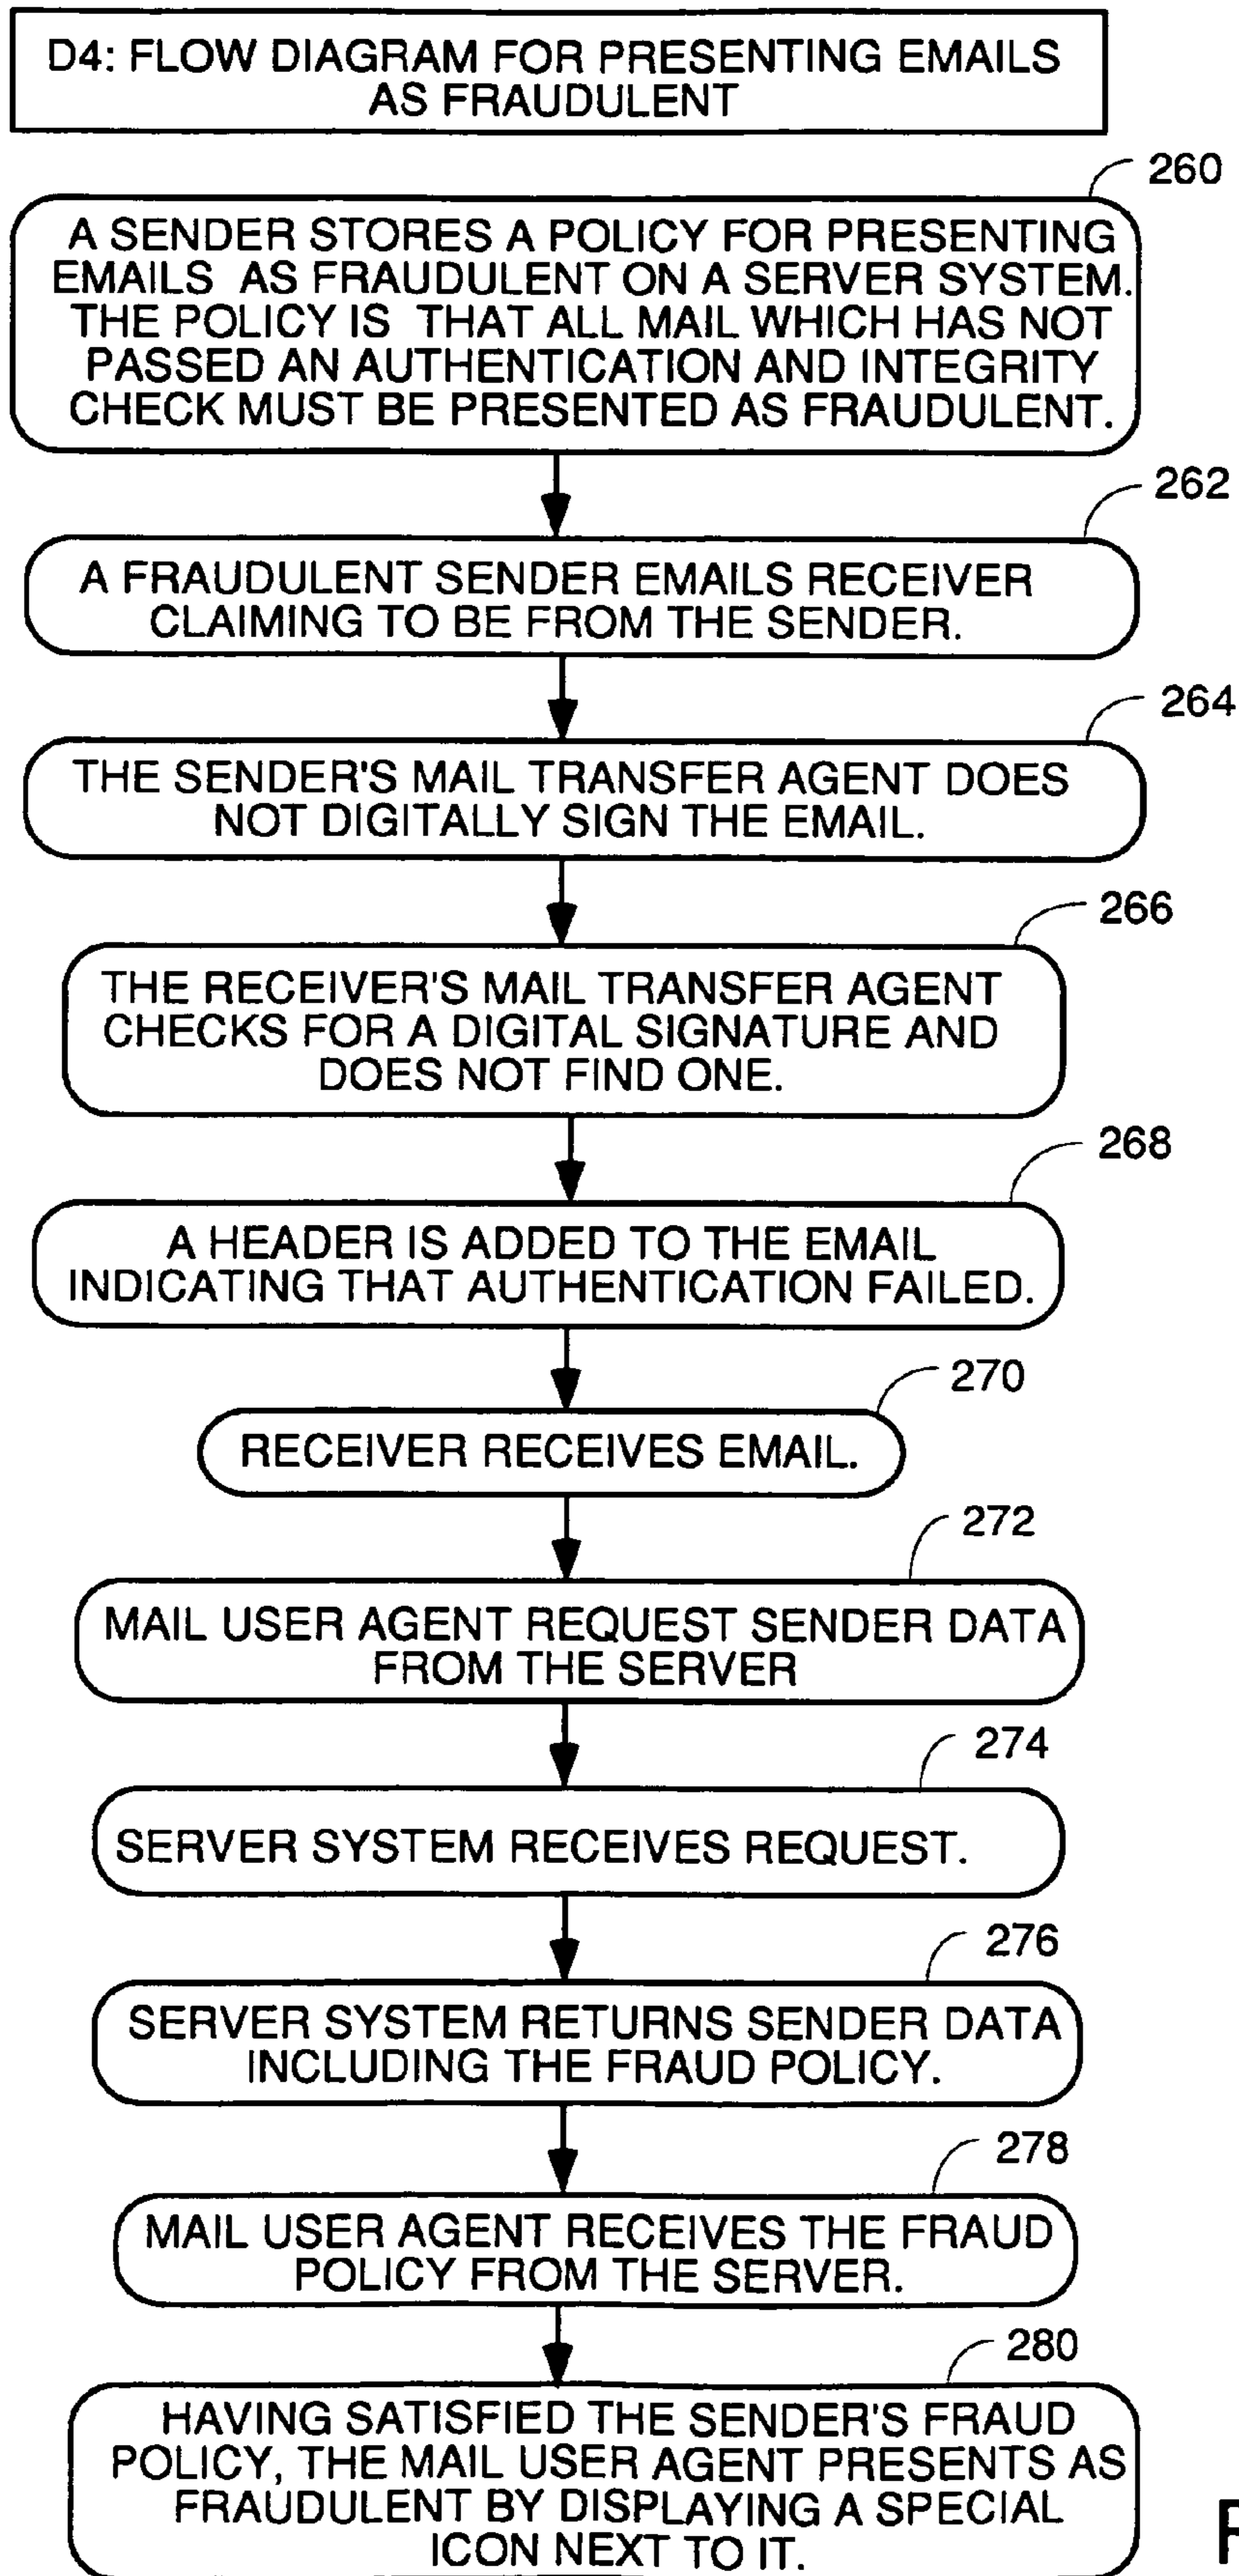 D4: FLOW DIAGRAM FOR PRESENTING EMAILS
AS FRAUDULENT
260
A SENDER STORES A POLICY FOR PRESENTING
EMAILS AS FRAUDULENT ON A SERVER SYSTEM.
THE POLICY IS THAT ALL MAIL WHICH HAS NOT
PASSED AN AUTHENTICATION AND INTEGRITY
CHECK MUST BE PRESENTED AS FRAUDULENT.
262
A FRAUDULENT SENDER EMAILS RECEIVER
CLAIMING TO BE FROM THE SENDER.
264
THE SENDER'S MAIL TRANSFER AGENT DOES
NOT DIGITALLY SIGN THE EMAIL.
266
THE RECEIVER'S MAIL TRANSFER AGENT
CHECKS FOR A DIGITAL SIGNATURE AND
DOES NOT FIND ONE.
268
A HEADER IS ADDED TO THE EMAIL
INDICATING THAT AUTHENTICATION FAILED.
270
RECEIVER RECEIVES EMAIL.
272
MAIL USER AGENT REQUEST SENDER DATA
FROM THE SERVER
274
SERVER SYSTEM RECEIVES REQUEST.
276
SERVER SYSTEM RETURNS SENDER DATA
INCLUDING THE FRAUD POLICY.
278
MAIL USER AGENT RECEIVES THE FRAUD
POLICY FROM THE SERVER.
280
HAVING SATISFIED THE SENDER'S FRAUD
POLICY, THE MAIL USER AGENT PRESENTS AS
FRAUDULENT BY DISPLAYING A SPECIAL
ICON NEXT TO IT.